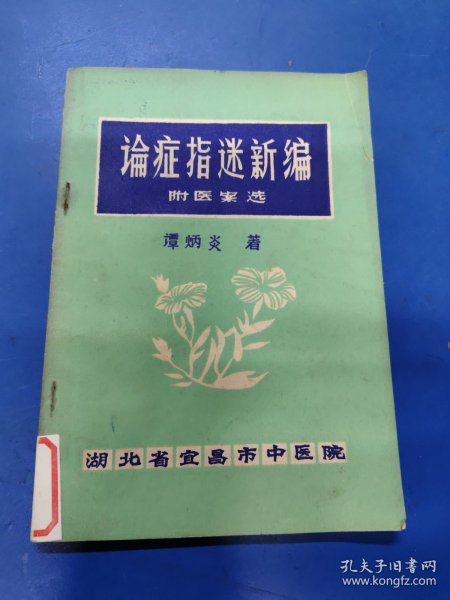 论症指迷新编
附医案选
谭炳炎 著
湖北省宜昌市中医院
孔夫子旧书网
www.kongfz.com